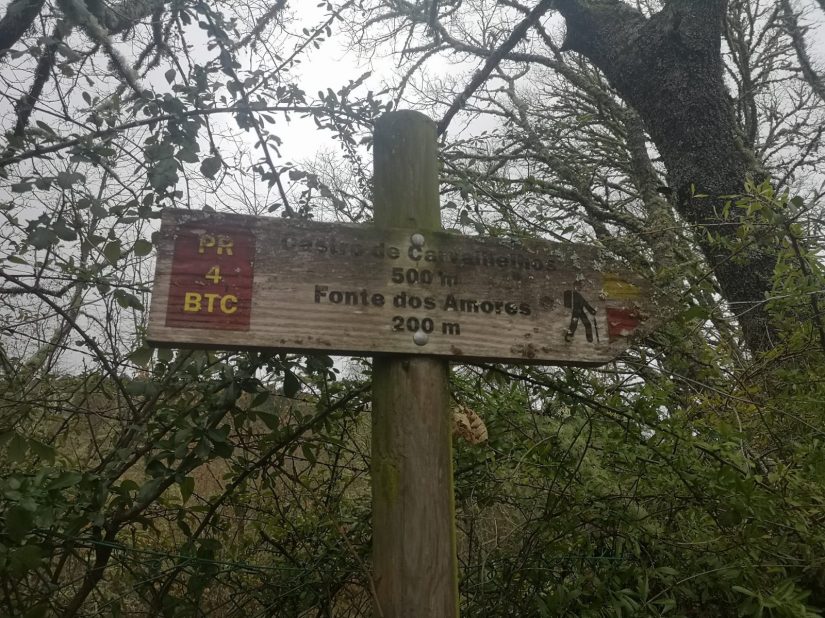 PR
4
BTC
Castro de Carvalhelhos
500 m
Fonte dos Amores
200 m